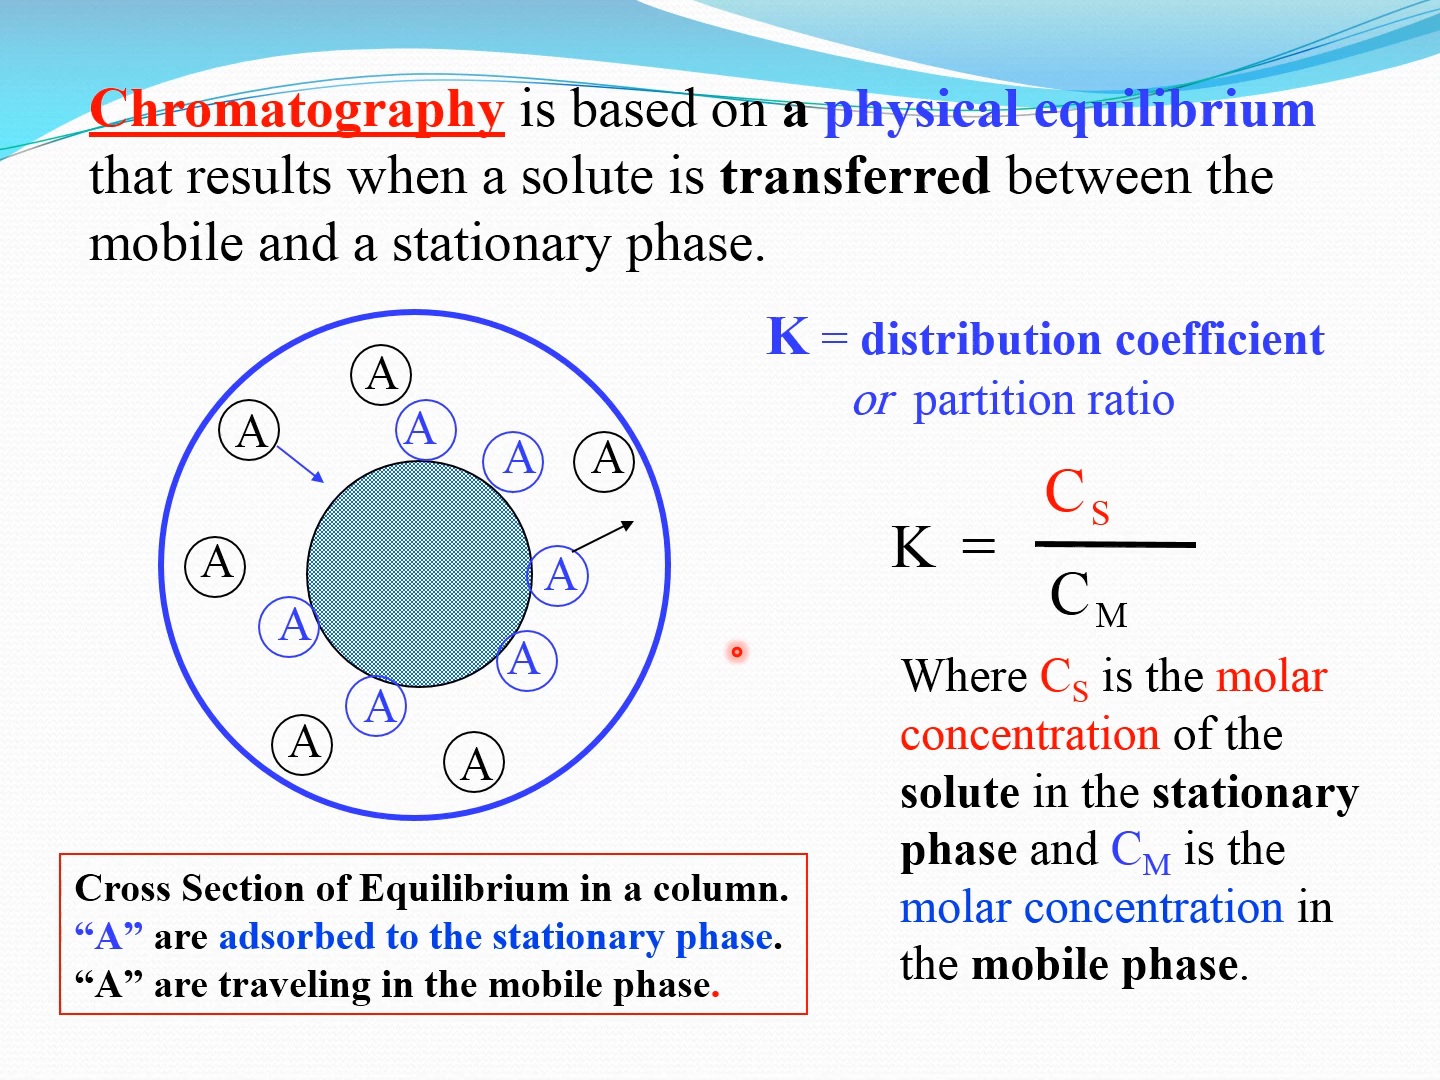 Chromatography is based on a physical equilibrium
that results when a solute is transferred between the
mobile and a stationary phase.
K = distribution coefficient
or partition ratio
A
A
A
A
A
A
A
A
A
A
A
A
K = C_S
C_M
Where C_S is the molar
concentration of the
solute in the stationary
phase and C_M is the
molar concentration in
the mobile phase.
Cross Section of Equilibrium in a column.
“A” are adsorbed to the stationary phase.
“A” are traveling in the mobile phase.